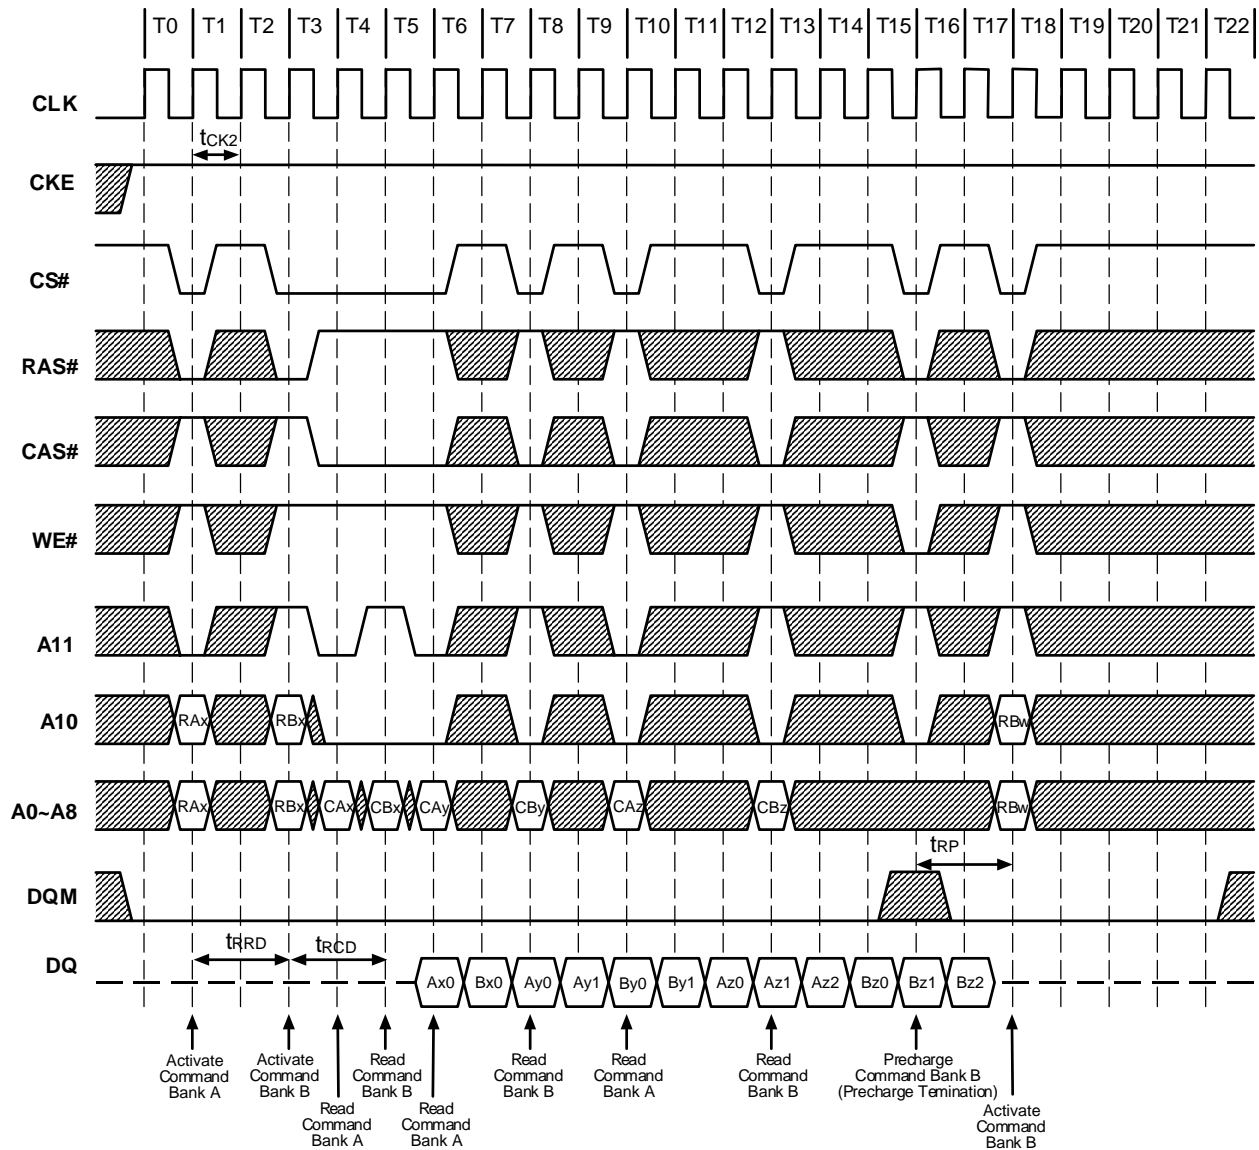 T0 T1 T2 T3 T4 T5 T6 T7 T8 T9 T10 T11 T12 T13 T14 T15 T16 T17 T18 T19 T20 T21 T22
CLK
tCK2
CKE
CS#
RAS#
CAS#
WE#
A11
A10
RAx RBx RBw
A0~A8
RAx RBx CAx CBx CAy CBy CAz CBz RBw
tRP
DQM
tRRD tRCD
DQ
Ax0 Bx0 Ay0 Ay1 By0 By1 Az0 Az1 Az2 Bz0 Bz1 Bz2
Activate
Command
Bank A
Activate
Command
Bank B
Read
Command
Bank A
Read
Command
Bank B
Read
Command
Bank A
Read
Command
Bank B
Read
Command
Bank A
Read
Command
Bank B
Precharge
Command Bank B
(Precharge Temination)
Activate
Command
Bank B